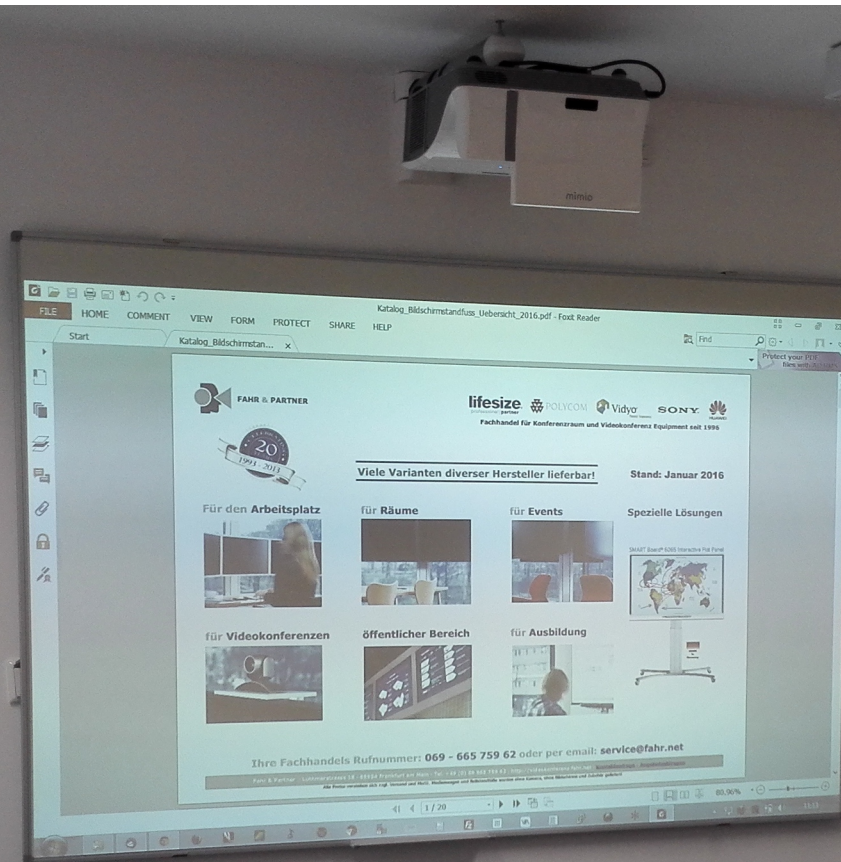 mimio
Katalog_Bildschirmstandfuss_Uebersicht_2016.pdf - Foxit Reader
FILE HOME COMMENT VIEW FORM PROTECT SHARE HELP
Find
Start
Katalog_Bildschirmstan... x
Protect your PDF
files with
FAHR & PARTNER
lifesize
partner
POLYCOM
Vidyo
SONY
HUAWEI
Fachhandel für Konferenzraum und Videokonferenz Equipment seit 1996
20
1993 - 2013
Viele Varianten diverser Hersteller lieferbar!
Stand: Januar 2016
Für den Arbeitsplatz
für Räume
für Events
Spezielle Lösungen
für Videokonferenzen
öffentlicher Bereich
für Ausbildung
Ihre Fachhandels Rufnummer: 069 - 665 759 62 oder per email: service@fahr.net
1 / 20
80,96%